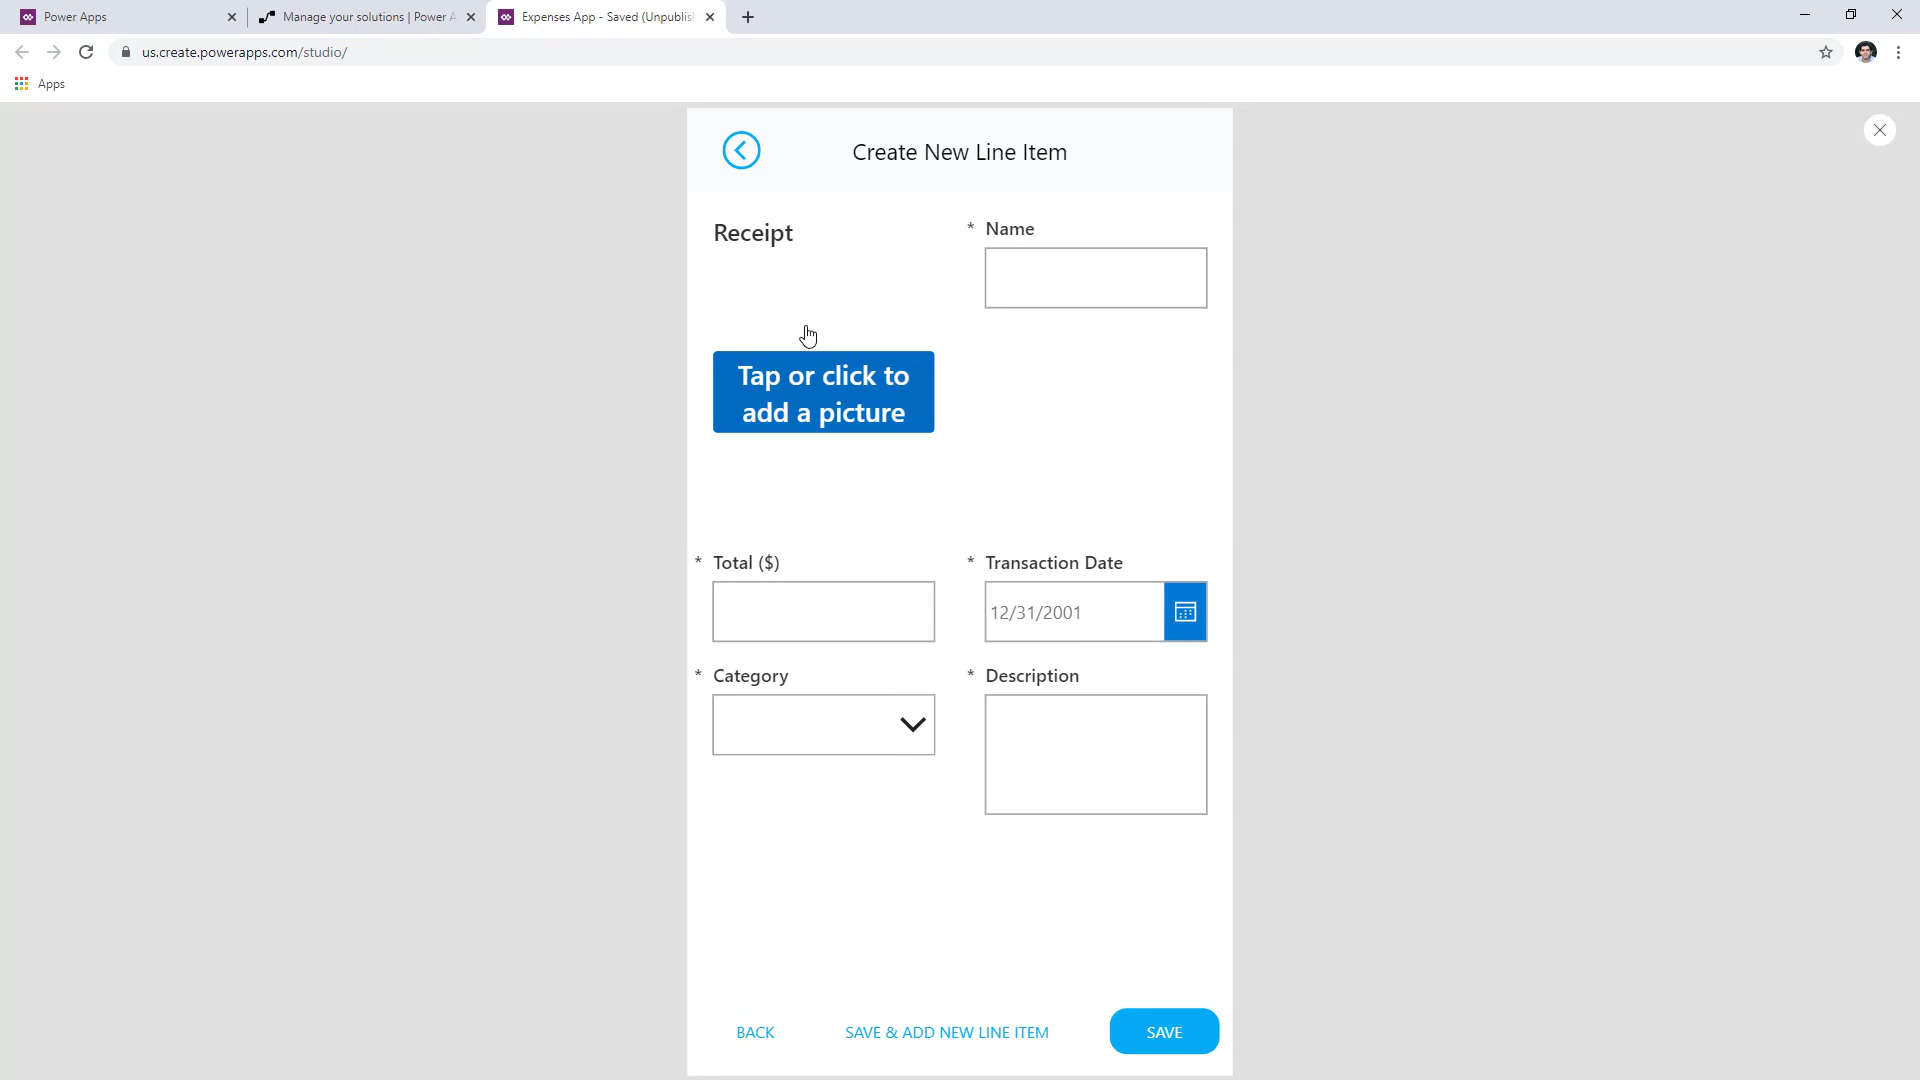 Power Apps
Manage your solutions | Power A
Expenses App - Saved (Unpublis
us.create.powerapps.com/studio/
Apps
Create New Line Item
Receipt
* Name
Tap or click to
add a picture
* Total ($)
* Transaction Date
12/31/2001
* Category
* Description
BACK
SAVE & ADD NEW LINE ITEM
SAVE